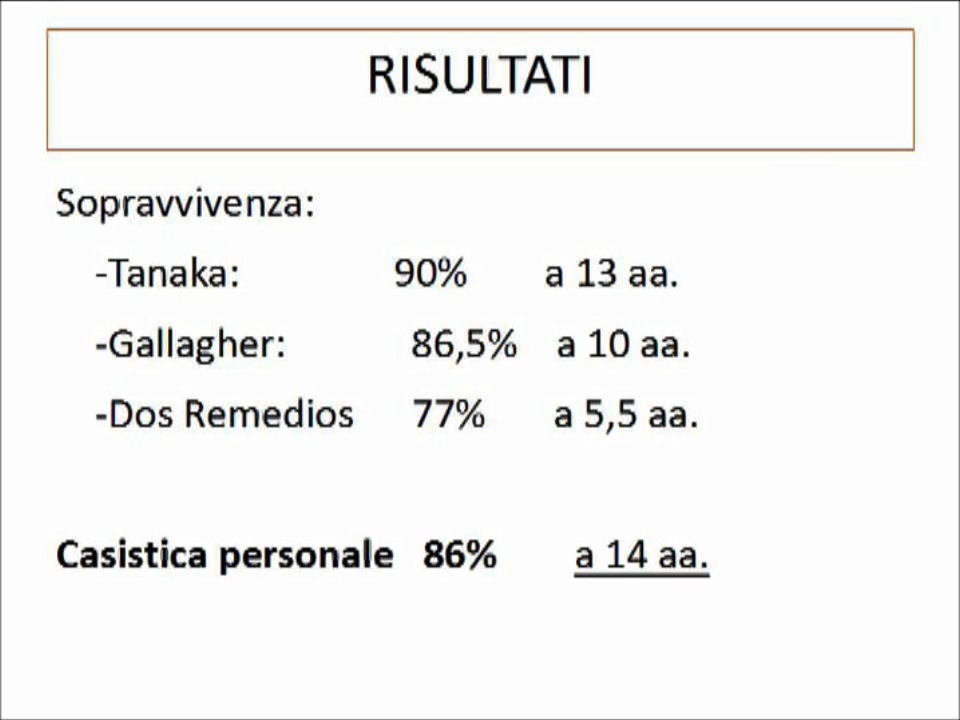 RISULTATI
Sopravvivenza:
-Tanaka: 90% a 13 aa.
-Gallagher: 86,5% a 10 aa.
-Dos Remedios 77% a 5,5 aa.
Casistica personale 86% a 14 aa.